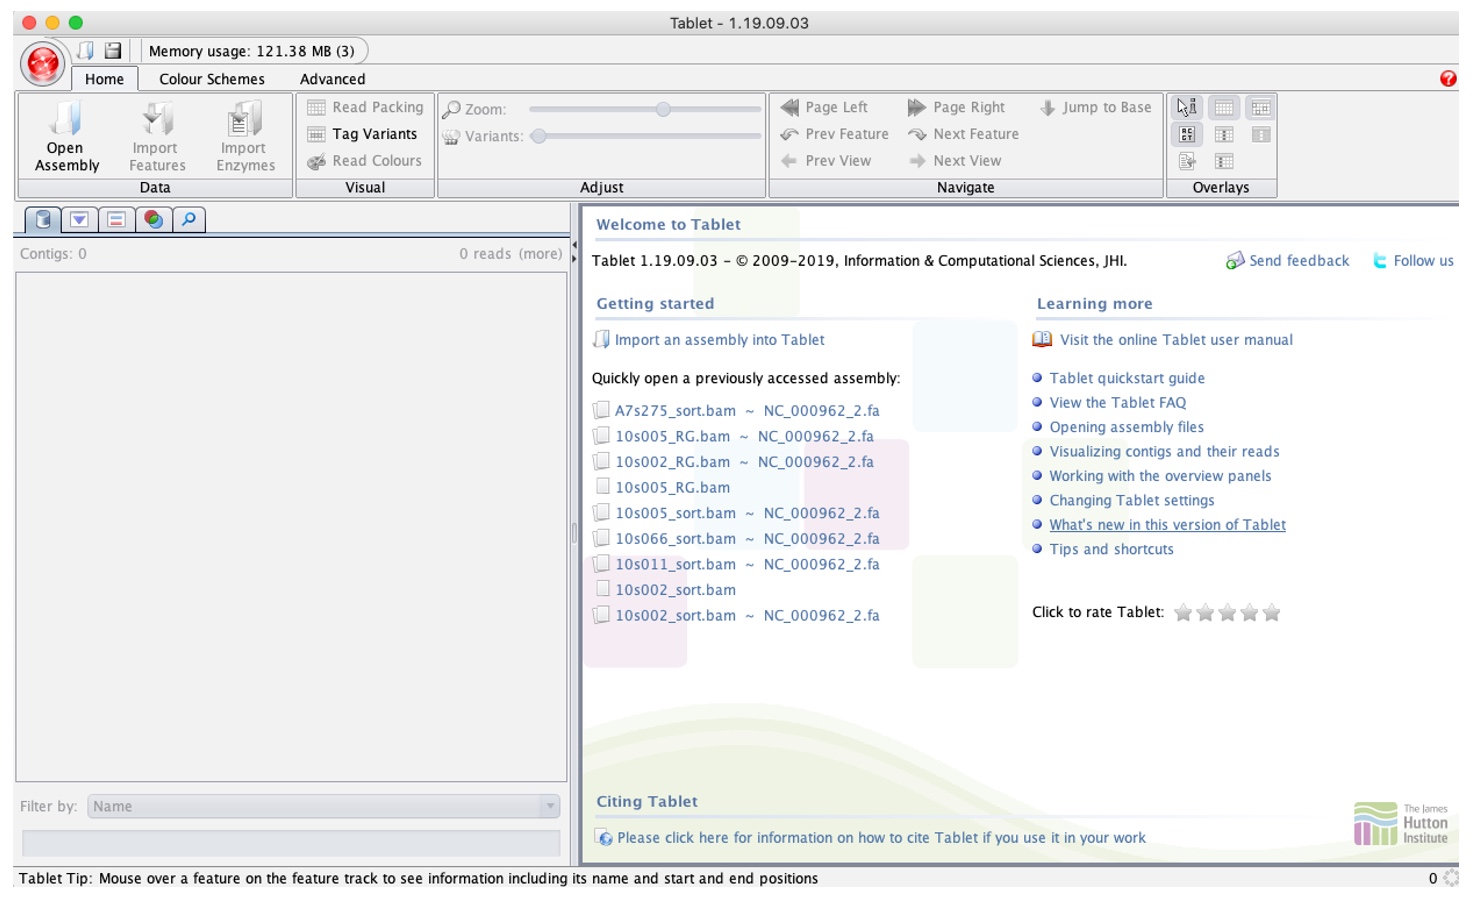 Tablet - 1.19.09.03
Memory usage: 121.38 MB (3)
Home Colour Schemes Advanced
Open Assembly
Import Features
Import Enzymes
Data
Read Packing
Tag Variants
Read Colours
Visual
Zoom:
Variants:
Adjust
Page Left Page Right Jump to Base
Prev Feature Next Feature
Prev View Next View
Navigate
Overlays
Contigs: 0 0 reads (more)
Filter by: Name
Welcome to Tablet
Tablet 1.19.09.03 - © 2009-2019, Information & Computational Sciences, JHI.
Send feedback Follow us
Getting started
Import an assembly into Tablet
Quickly open a previously accessed assembly:
A7s275_sort.bam ~ NC_000962_2.fa
10s005_RG.bam ~ NC_000962_2.fa
10s002_RG.bam ~ NC_000962_2.fa
10s005_RG.bam
10s005_sort.bam ~ NC_000962_2.fa
10s066_sort.bam ~ NC_000962_2.fa
10s011_sort.bam ~ NC_000962_2.fa
10s002_sort.bam
10s002_sort.bam ~ NC_000962_2.fa
Learning more
Visit the online Tablet user manual
Tablet quickstart guide
View the Tablet FAQ
Opening assembly files
Visualizing contigs and their reads
Working with the overview panels
Changing Tablet settings
What's new in this version of Tablet
Tips and shortcuts
Click to rate Tablet:
Citing Tablet
Please click here for information on how to cite Tablet if you use it in your work
The James
Hutton
Institute
Tablet Tip: Mouse over a feature on the feature track to see information including its name and start and end positions
0